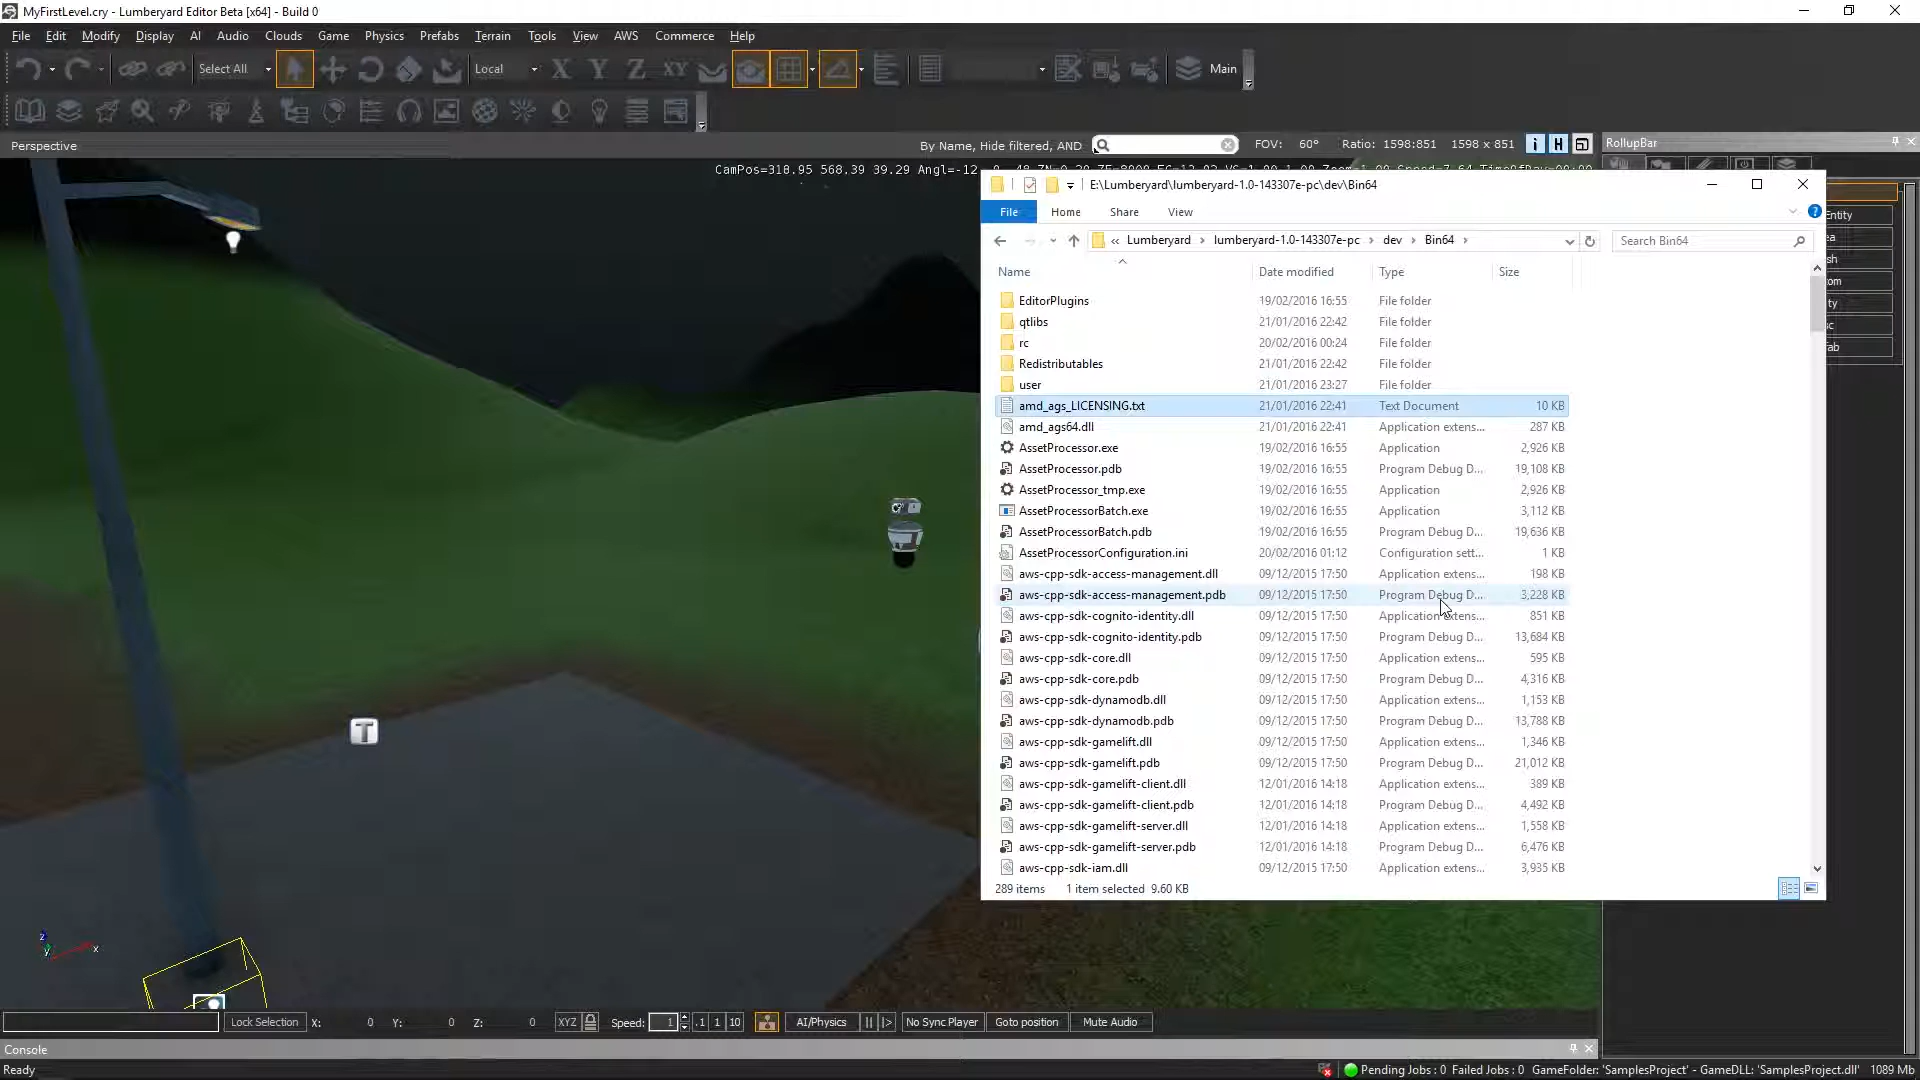 MyFirstLevel.cry - Lumberyard Editor Beta [x64] - Build 0
File Edit Modify Display AI Audio Clouds Game Physics Prefabs Terrain Tools View AWS Commerce Help
Select All Local X Y Z XY Main
Perspective By Name, Hide filtered, AND FOV: 60° Ratio: 1598:851 1598 x 851 i H RollupBar
CamPos=318.95 568.39 39.29 Angl=-12
E:\Lumberyard\lumberyard-1.0-143307e-pc\dev\Bin64
File Home Share View
« Lumberyard > lumberyard-1.0-143307e-pc > dev > Bin64 > Search Bin64
Name Date modified Type Size
EditorPlugins 19/02/2016 16:55 File folder
qtlibs 21/01/2016 22:42 File folder
rc 20/02/2016 00:24 File folder
Redistributables 21/01/2016 22:42 File folder
user 21/01/2016 23:27 File folder
amd_ags_LICENSING.txt 21/01/2016 22:41 Text Document 10 KB
amd_ags64.dll 21/01/2016 22:41 Application extens... 287 KB
AssetProcessor.exe 19/02/2016 16:55 Application 2,926 KB
AssetProcessor.pdb 19/02/2016 16:55 Program Debug D... 19,108 KB
AssetProcessor_tmp.exe 19/02/2016 16:55 Application 2,926 KB
AssetProcessorBatch.exe 19/02/2016 16:55 Application 3,112 KB
AssetProcessorBatch.pdb 19/02/2016 16:55 Program Debug D... 19,636 KB
AssetProcessorConfiguration.ini 20/02/2016 01:12 Configuration sett... 1 KB
aws-cpp-sdk-access-management.dll 09/12/2015 17:50 Application extens... 198 KB
aws-cpp-sdk-access-management.pdb 09/12/2015 17:50 Program Debug D... 3,228 KB
aws-cpp-sdk-cognito-identity.dll 09/12/2015 17:50 Application extens... 851 KB
aws-cpp-sdk-cognito-identity.pdb 09/12/2015 17:50 Program Debug D... 13,684 KB
aws-cpp-sdk-core.dll 09/12/2015 17:50 Application extens... 595 KB
aws-cpp-sdk-core.pdb 09/12/2015 17:50 Program Debug D... 4,316 KB
aws-cpp-sdk-dynamodb.dll 09/12/2015 17:50 Application extens... 1,153 KB
aws-cpp-sdk-dynamodb.pdb 09/12/2015 17:50 Program Debug D... 13,788 KB
aws-cpp-sdk-gamelift.dll 09/12/2015 17:50 Application extens... 1,346 KB
aws-cpp-sdk-gamelift.pdb 09/12/2015 17:50 Program Debug D... 21,012 KB
aws-cpp-sdk-gamelift-client.dll 12/01/2016 14:18 Application extens... 389 KB
aws-cpp-sdk-gamelift-client.pdb 12/01/2016 14:18 Program Debug D... 4,492 KB
aws-cpp-sdk-gamelift-server.dll 12/01/2016 14:18 Application extens... 1,558 KB
aws-cpp-sdk-gamelift-server.pdb 12/01/2016 14:18 Program Debug D... 6,476 KB
aws-cpp-sdk-iam.dll 09/12/2015 17:50 Application extens... 3,935 KB
289 items 1 item selected 9.60 KB
Entity
T
z y x
Lock Selection X: 0 Y: 0 Z: 0 XYZ Speed: 1 .1 1 10 AI/Physics No Sync Player Goto position Mute Audio
Console
Ready Pending Jobs : 0 Failed Jobs : 0 GameFolder: 'SamplesProject' - GameDLL: 'SamplesProject.dll' 1089 Mb